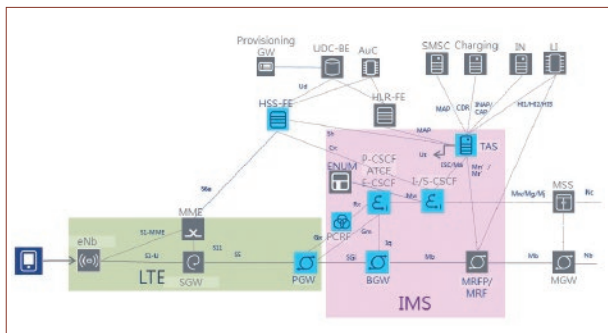 SMSC Charging IN LI
Provisioning
GW
UDC-BE
AuC
Ud
MAP
CDR
INAP/
CAP
HI1/HI2/HI3
HSS-FE
HLR-FE
MAP
Sh
Cx
TAS
Ut
ISC/Ma
Mr' /
P-CSCF
ATCF
E-CSCF
ENUM
I-/S-CSCF
Mw
Mw/Mg/Mj
MSS
S6a
Rx
PCRF
Gx
Gm
Iq
MME
S1-MME
eNb
S11
S1-U
S5
SGi
Mb
Mb
Nb
LTE
SGW
PGW
BGW
IMS
MRFP/
MRF
MGW